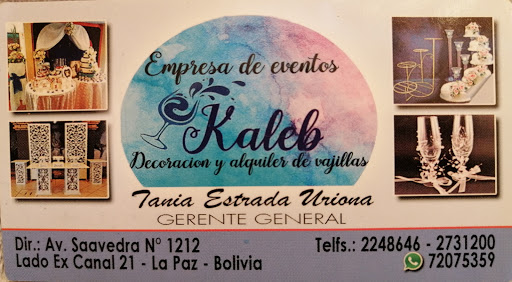 Empresa de eventos
Kaleb
Decoracion y alquiler de vajillas
Tania Estrada Uriona
GERENTE GENERAL
Dir.: Av. Saavedra Nº 1212
Lado Ex Canal 21 - La Paz - Bolivia
Telfs.: 2248646 - 2731200
72075359